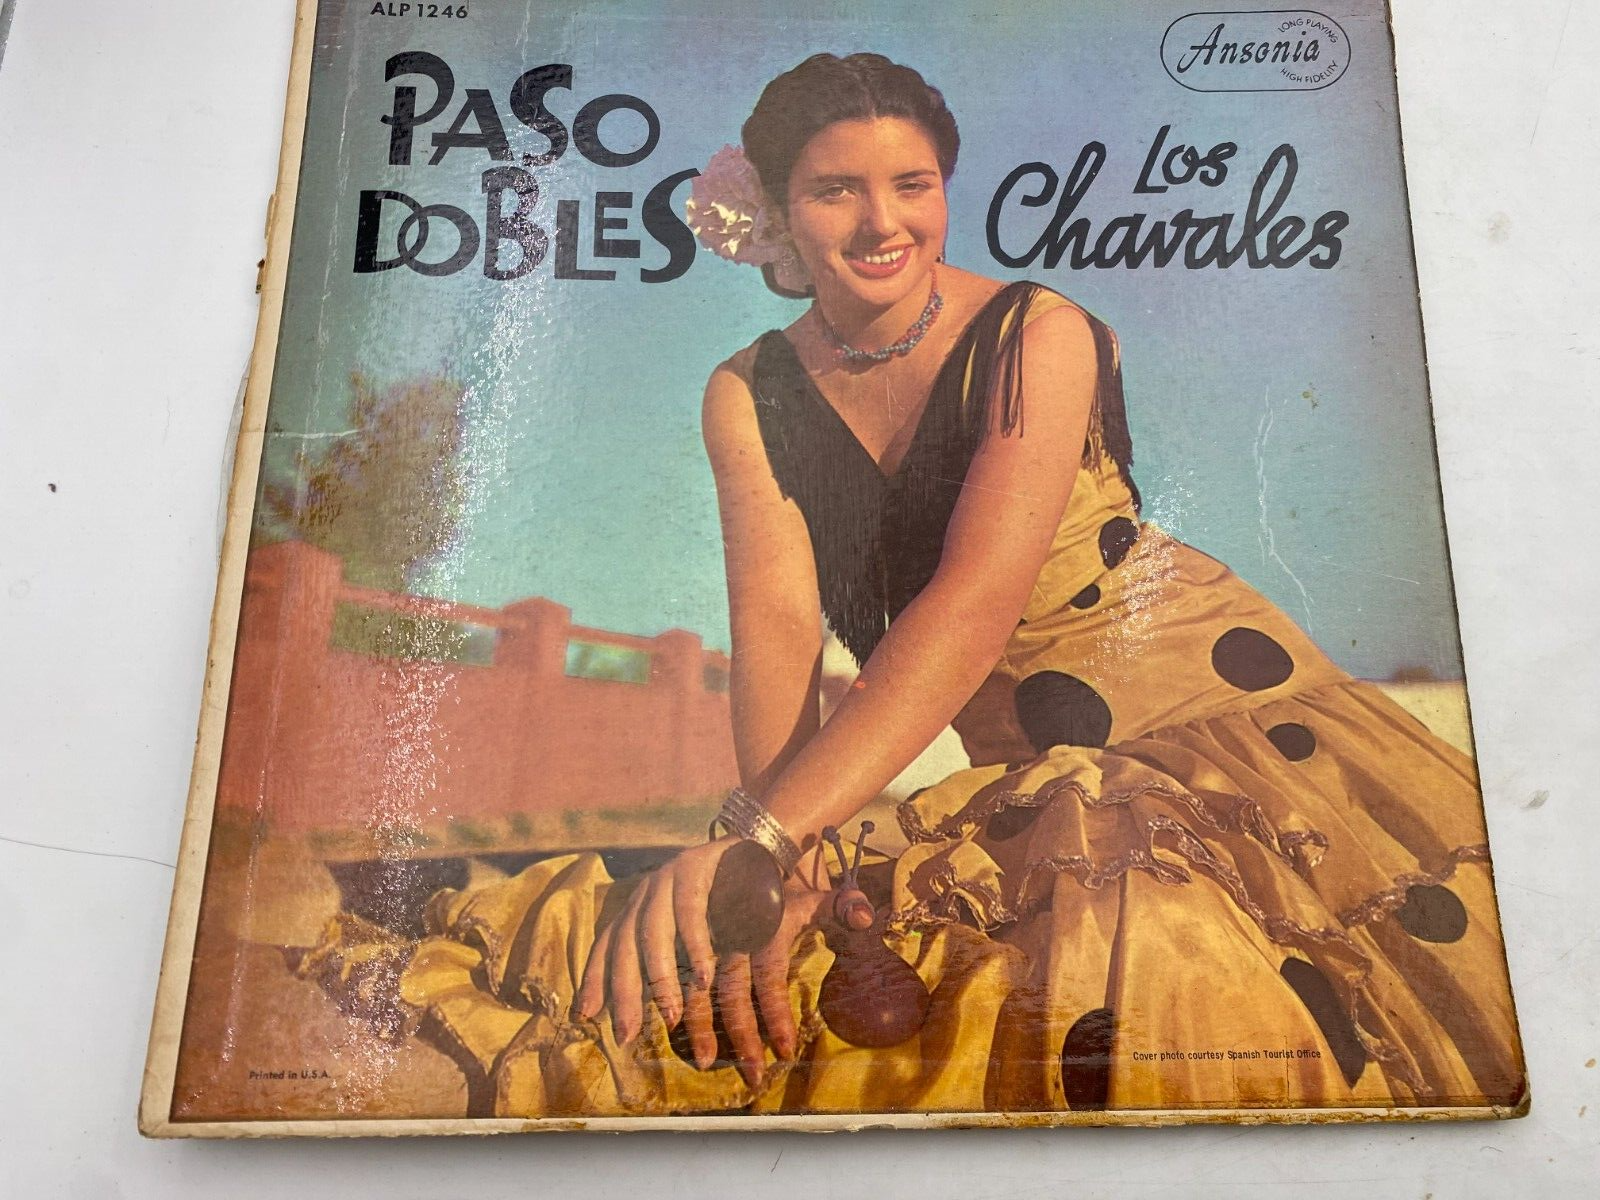 ALP 1246
Ansonia
LONG PLAYING
HIGH FIDELITY
PASO
DOBLES
Los
Chavales
Cover photo courtesy Spanish Tourist Office
Printed in U.S.A.